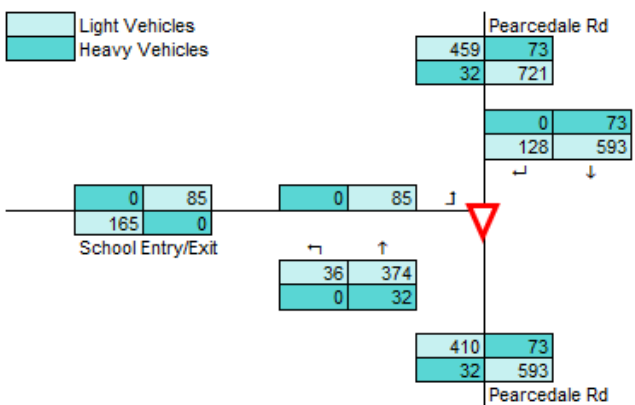 Light Vehicles
Heavy Vehicles
Pearcedale Rd
459 73
32 721
0 73
128 593
↵ ↓
0 85
165 0
School Entry/Exit
0 85
↰ ↑
36 374
0 32
410 73
32 593
Pearcedale Rd